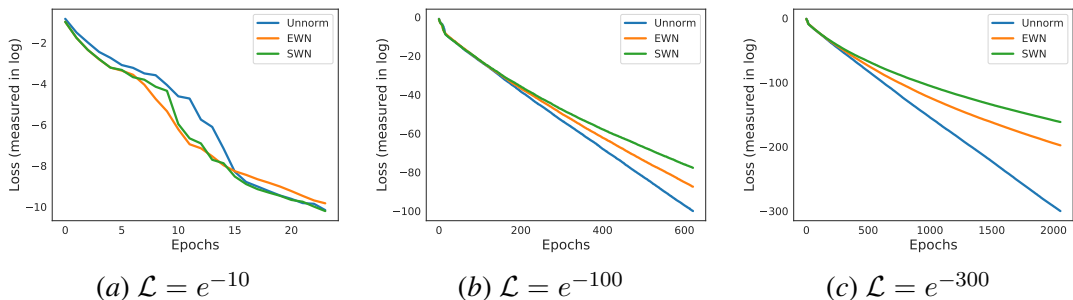 Loss (measured in log)
−2
−4
−6
−8
−10
0
5
10
15
20
Epochs
Unnorm
EWN
SWN
(a) ℒ = e^{−10}
Loss (measured in log)
0
−20
−40
−60
−80
−100
0
200
400
600
Epochs
Unnorm
EWN
SWN
(b) ℒ = e^{−100}
Loss (measured in log)
0
−100
−200
−300
0
500
1000
1500
2000
Epochs
Unnorm
EWN
SWN
(c) ℒ = e^{−300}